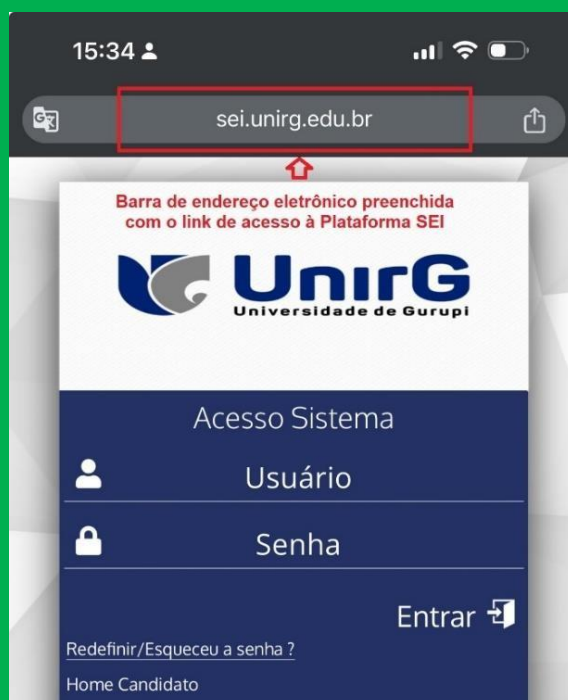 15:34
sei.unirg.edu.br
Barra de endereço eletrônico preenchida
com o link de acesso à Plataforma SEI
UnirG
Universidade de Gurupi
Acesso Sistema
Usuário
Senha
Entrar
Redefinir/Esqueceu a senha ?
Home Candidato